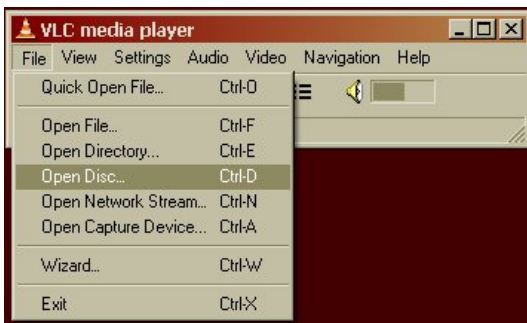 VLC media player
File View Settings Audio Video Navigation Help
Quick Open File... Ctrl-O
Open File... Ctrl-F
Open Directory... Ctrl-E
Open Disc... Ctrl-D
Open Network Stream... Ctrl-N
Open Capture Device... Ctrl-A
Wizard... Ctrl-W
Exit Ctrl-X